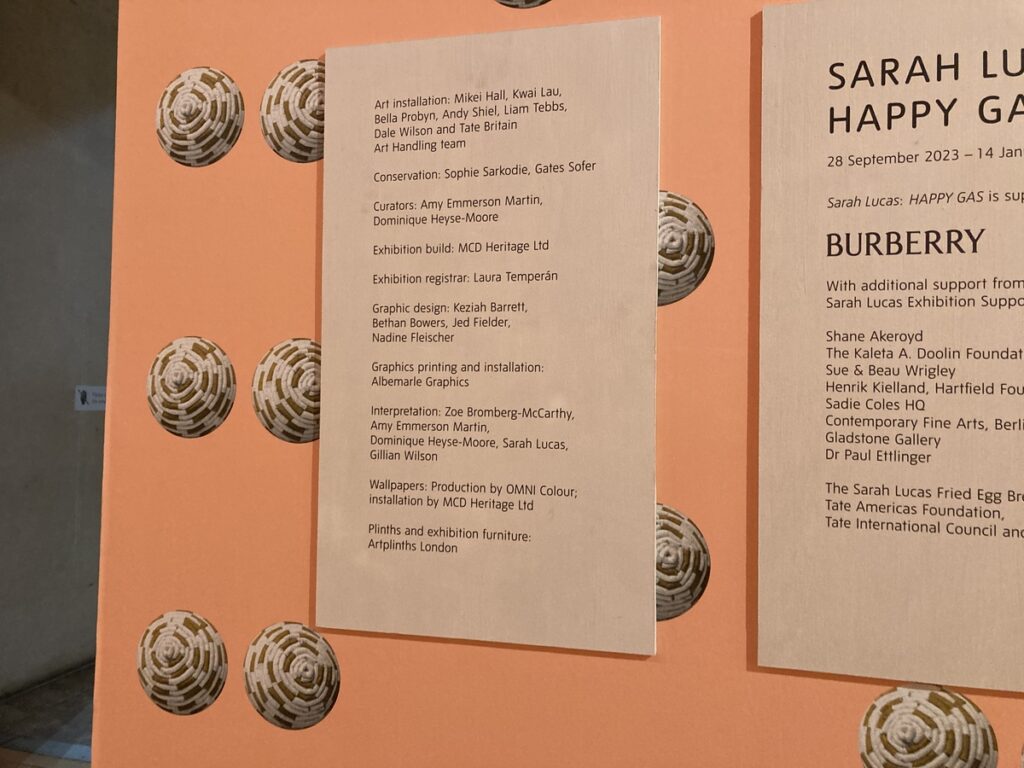 Art installation: Mikei Hall, Kwai Lau,
Bella Probyn, Andy Shiel, Liam Tebbs,
Dale Wilson and Tate Britain
Art Handling team
Conservation: Sophie Sarkodie, Gates Sofer
Curators: Amy Emmerson Martin,
Dominique Heyse-Moore
Exhibition build: MCD Heritage Ltd
Exhibition registrar: Laura Temperán
Graphic design: Keziah Barrett,
Bethan Bowers, Jed Fielder,
Nadine Fleischer
Graphics printing and installation:
Albemarle Graphics
Interpretation: Zoe Bromberg-McCarthy,
Amy Emmerson Martin,
Dominique Heyse-Moore, Sarah Lucas,
Gillian Wilson
Wallpapers: Production by OMNI Colour;
installation by MCD Heritage Ltd
Plinths and exhibition furniture:
Artplinths London
SARAH LU
HAPPY GA
28 September 2023 – 14 Jan
Sarah Lucas: HAPPY GAS is sup
BURBERRY
With additional support from
Sarah Lucas Exhibition Suppo
Shane Akeroyd
The Kaleta A. Doolin Foundat
Sue & Beau Wrigley
Henrik Kielland, Hartfield Fou
Sadie Coles HQ
Contemporary Fine Arts, Berli
Gladstone Gallery
Dr Paul Ettlinger
The Sarah Lucas Fried Egg Bre
Tate Americas Foundation,
Tate International Council and